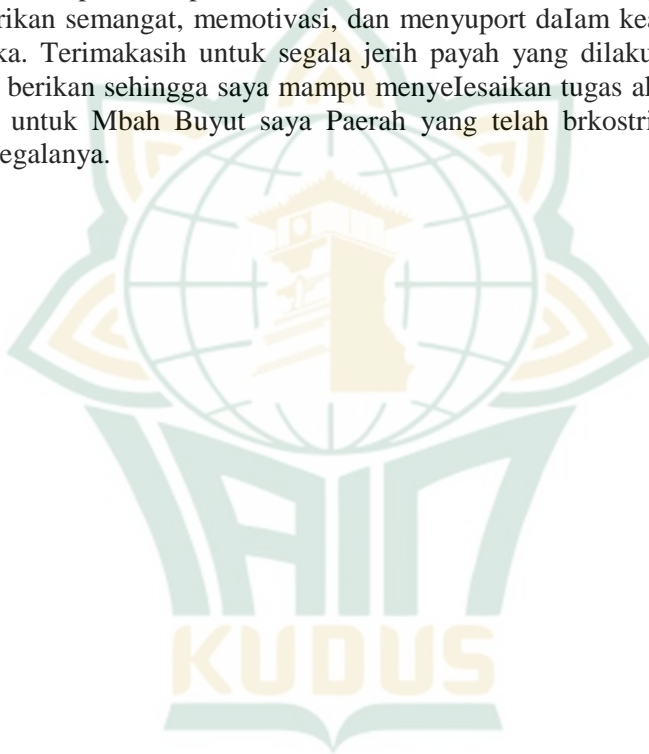 rikan semangat, memotivasi, dan menyuport daIam kea
ka. Terimakasih untuk segala jerih payah yang dilaku
berikan sehingga saya mampu menyeIesaikan tugas al
untuk Mbah Buyut saya Paerah yang telah brkostri
egalanya.
IAIN
KUDUS